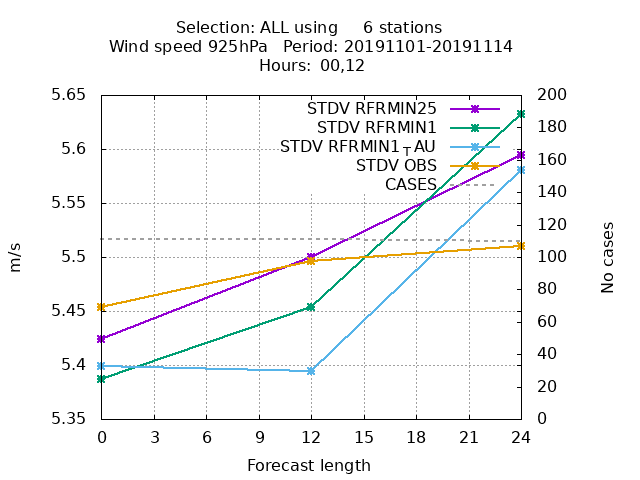 Selection: ALL using     6 stations
Wind speed 925hPa   Period: 20191101-20191114
Hours: 00,12
STDV RFRMIN25
STDV RFRMIN1
STDV RFRMIN1_TAU
STDV OBS
CASES
5.65
5.6
5.55
5.5
5.45
5.4
5.35
200
180
160
140
120
100
80
60
40
20
0
m/s
No cases
0 3 6 9 12 15 18 21 24
Forecast length